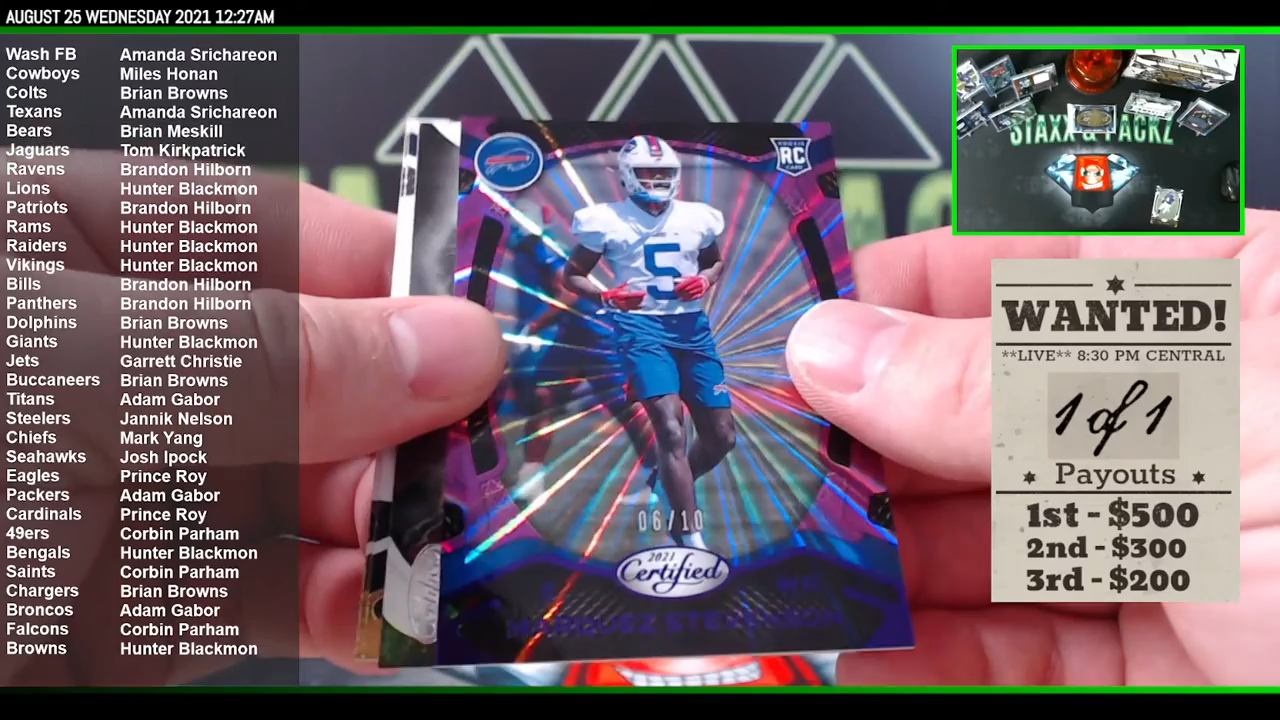 AUGUST 25 WEDNESDAY 2021 12:27AM
Wash FB Amanda Srichareon
Cowboys Miles Honan
Colts Brian Browns
Texans Amanda Srichareon
Bears Brian Meskill
Jaguars Tom Kirkpatrick
Ravens Brandon Hilborn
Lions Hunter Blackmon
Patriots Brandon Hilborn
Rams Hunter Blackmon
Raiders Hunter Blackmon
Vikings Hunter Blackmon
Bills Brandon Hilborn
Panthers Brandon Hilborn
Dolphins Brian Browns
Giants Hunter Blackmon
Jets Garrett Christie
Buccaneers Brian Browns
Titans Adam Gabor
Steelers Jannik Nelson
Chiefs Mark Yang
Seahawks Josh Ipock
Eagles Prince Roy
Packers Adam Gabor
Cardinals Prince Roy
49ers Corbin Parham
Bengals Hunter Blackmon
Saints Corbin Parham
Chargers Brian Browns
Broncos Adam Gabor
Falcons Corbin Parham
Browns Hunter Blackmon
RC
5
06/10
2021
Certified
MARQUEZ STEVENSON
STAXX & PACKZ
WANTED!
**LIVE** 8:30 PM CENTRAL
1 of 1
Payouts
1st - $500
2nd - $300
3rd - $200